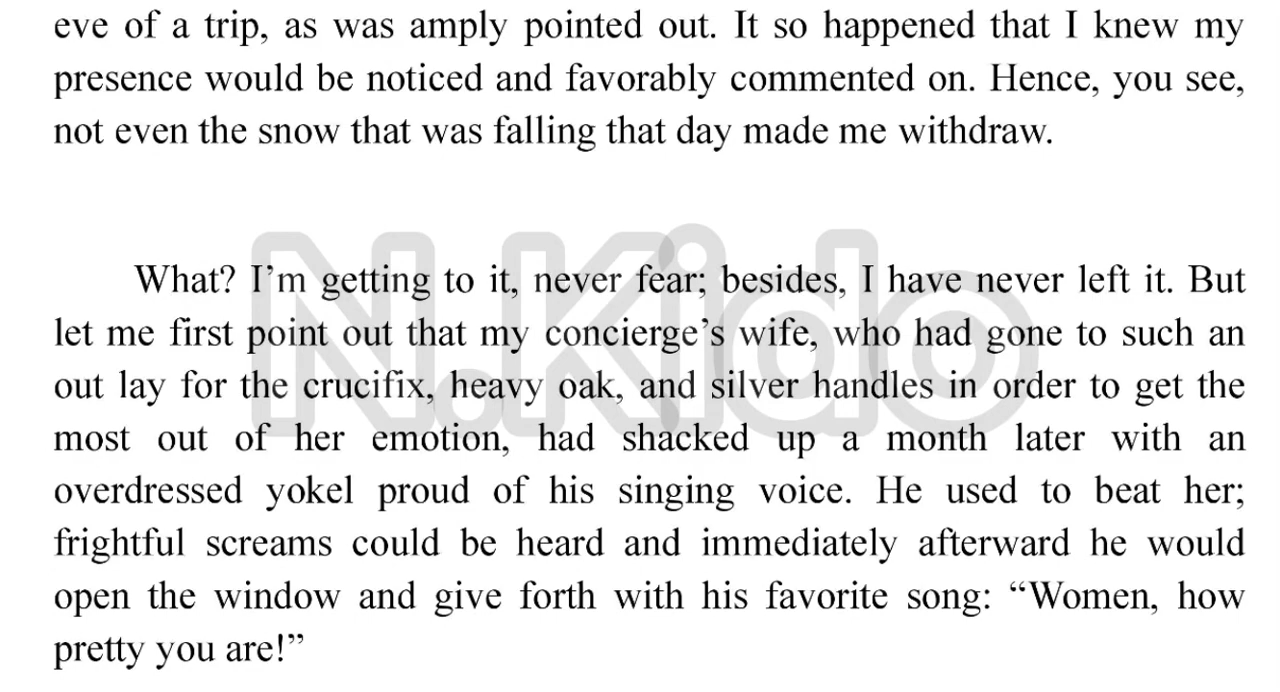 eve of a trip, as was amply pointed out. It so happened that I knew my
presence would be noticed and favorably commented on. Hence, you see,
not even the snow that was falling that day made me withdraw.
N.Kido
What? I’m getting to it, never fear; besides, I have never left it. But
let me first point out that my concierge’s wife, who had gone to such an
out lay for the crucifix, heavy oak, and silver handles in order to get the
most out of her emotion, had shacked up a month later with an
overdressed yokel proud of his singing voice. He used to beat her;
frightful screams could be heard and immediately afterward he would
open the window and give forth with his favorite song: “Women, how
pretty you are!”